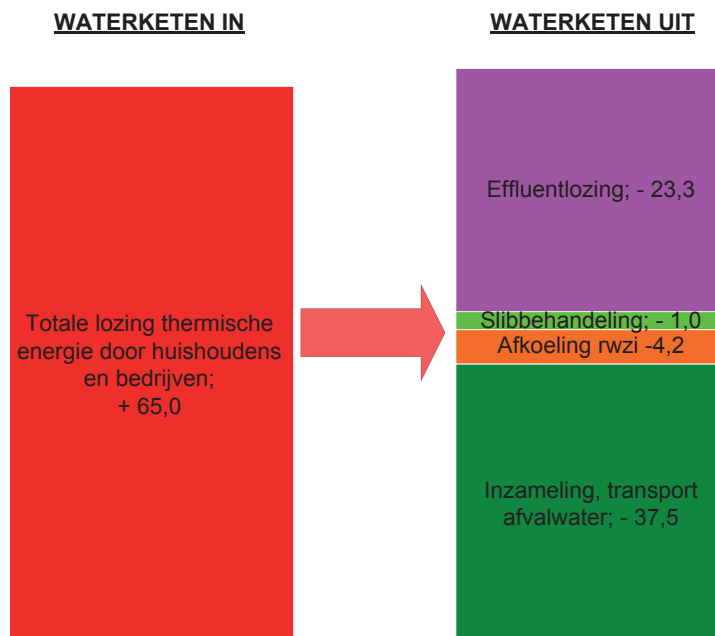 WATERKETEN IN
WATERKETEN UIT
Totale lozing thermische
energie door huishoudens
en bedrijven;
+ 65,0
Effluentlozing; - 23,3
Slibbehandeling; - 1,0
Afkoeling rwzi -4,2
Inzameling, transport
afvalwater; - 37,5